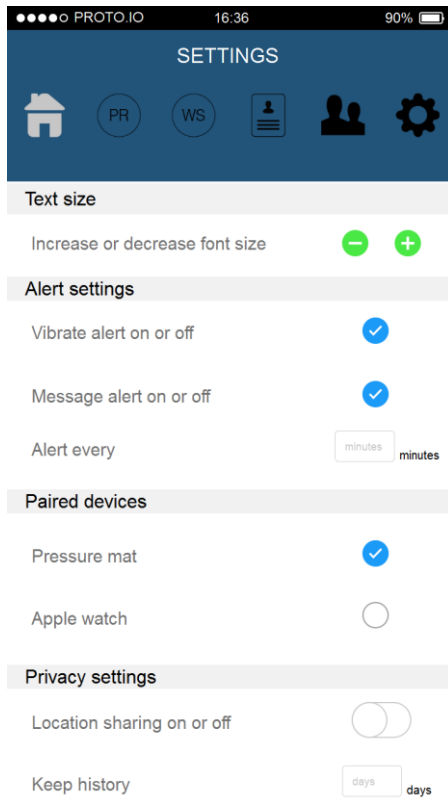 PROTO.IO 16:36 90%
SETTINGS
PR WS
Text size
Increase or decrease font size
Alert settings
Vibrate alert on or off
Message alert on or off
Alert every minutes minutes
Paired devices
Pressure mat
Apple watch
Privacy settings
Location sharing on or off
Keep history days days